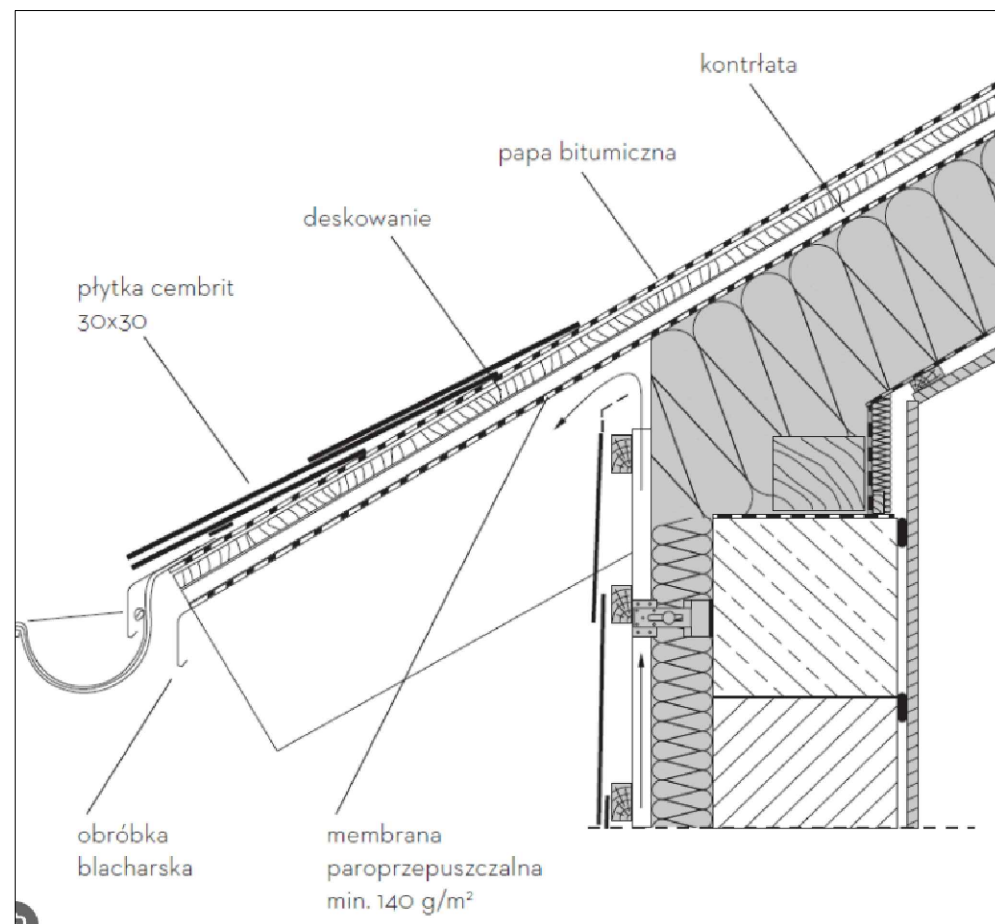 kontrłata
papa bitumiczna
deskowanie
płytka cembrit
30x30
obróbka
blacharska
membrana
paroprzepuszczalna
min. 140 g/m²